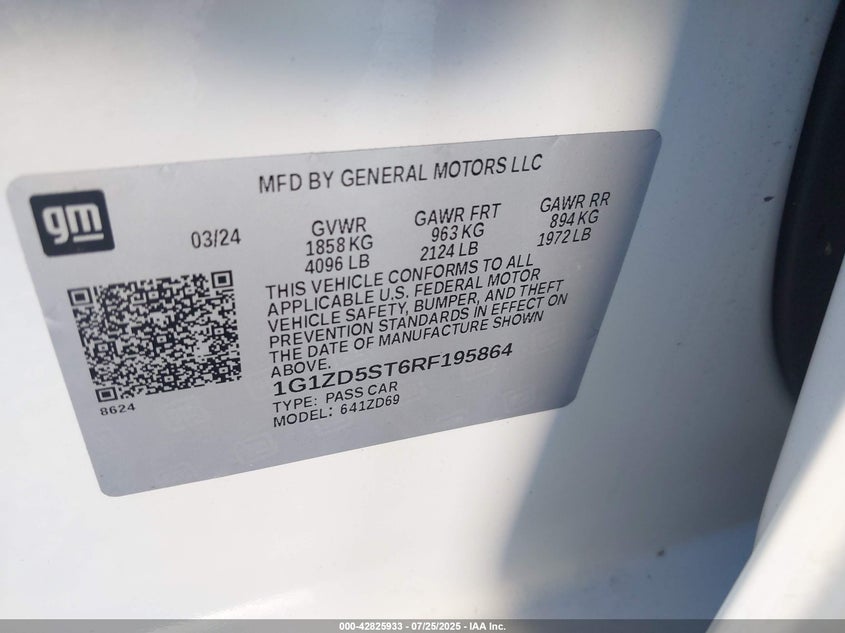 MFD BY GENERAL MOTORS LLC
gm
03/24
GVWR
1858 KG
4096 LB
GAWR FRT
963 KG
2124 LB
GAWR RR
894 KG
1972 LB
THIS VEHICLE CONFORMS TO ALL
APPLICABLE U.S. FEDERAL MOTOR
VEHICLE SAFETY, BUMPER, AND THEFT
PREVENTION STANDARDS IN EFFECT ON
THE DATE OF MANUFACTURE SHOWN
ABOVE.
1G1ZD5ST6RF195864
TYPE: PASS CAR
MODEL: 641ZD69
8624
000-42825933 - 07/25/2025 - IAA Inc.